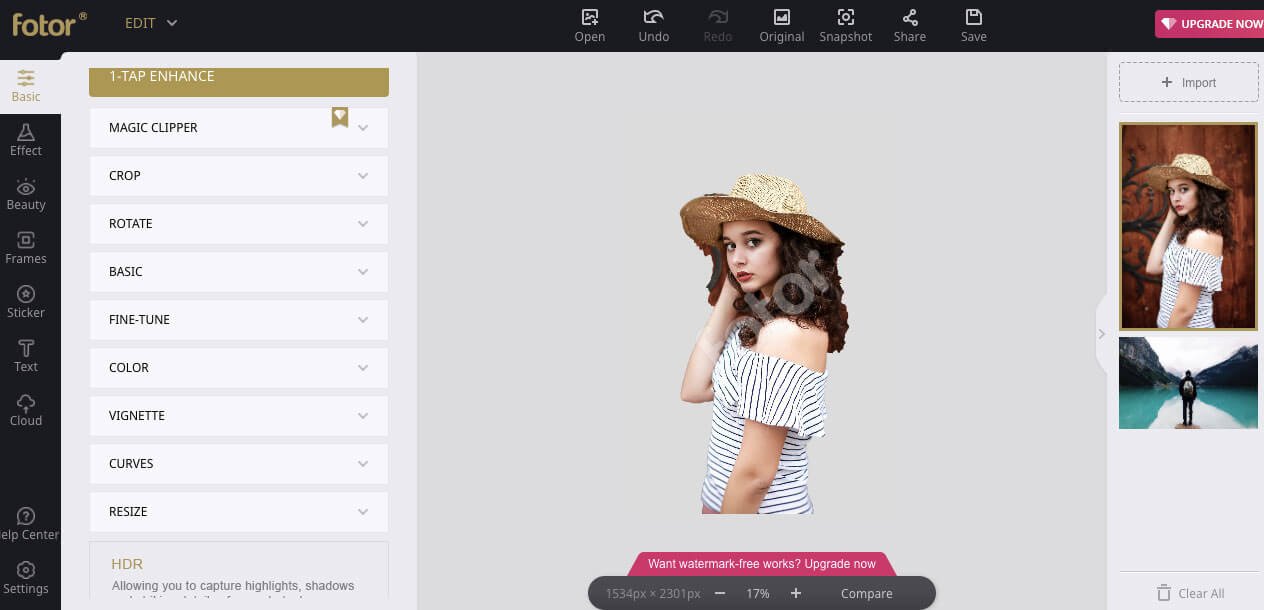 fotor®
EDIT
Open
Undo
Redo
Original
Snapshot
Share
Save
UPGRADE NOW
Basic
Effect
Beauty
Frames
Sticker
Text
Cloud
elp Center
Settings
1-TAP ENHANCE
MAGIC CLIPPER
CROP
ROTATE
BASIC
FINE-TUNE
COLOR
VIGNETTE
CURVES
RESIZE
HDR
Allowing you to capture highlights, shadows
fotor
Want watermark-free works? Upgrade now
1534px × 2301px
17%
Compare
Import
Clear All